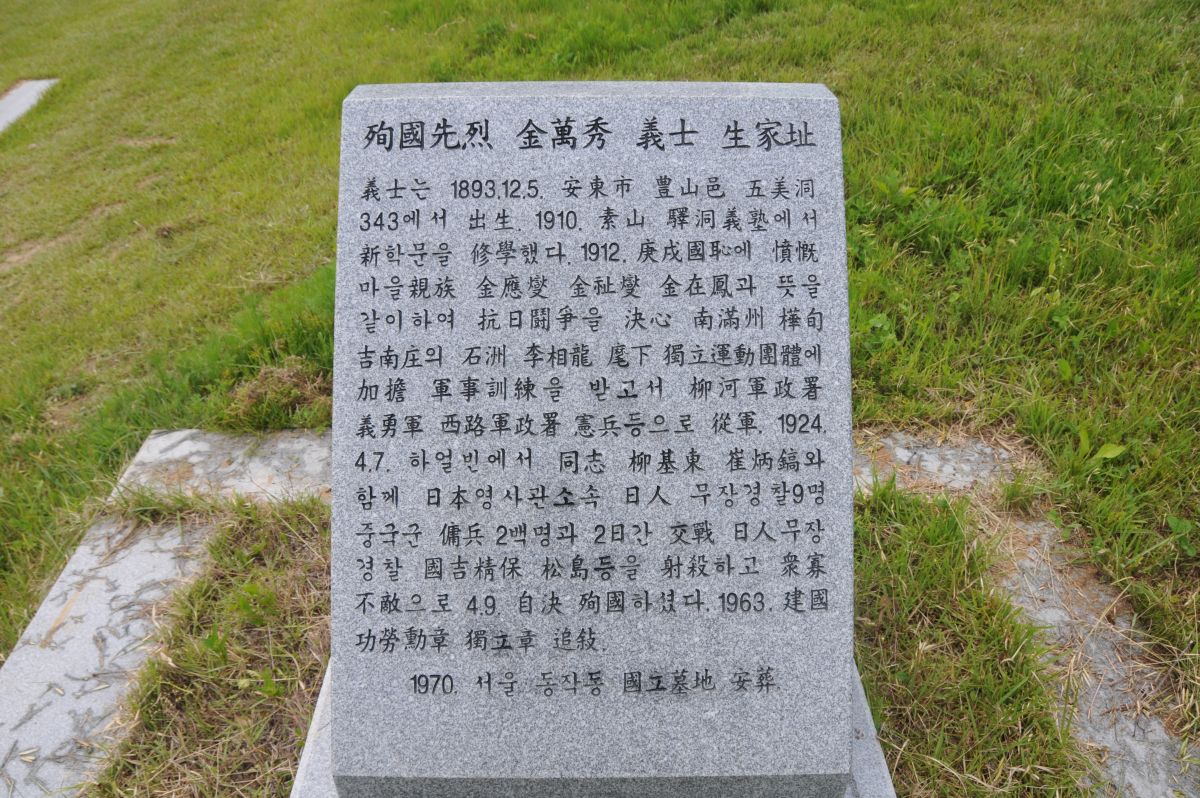 殉國先烈 金萬秀 義士 生家址
義士는 1893.12.5. 安東市 豊山邑 五美洞
343에서 出生. 1910. 素山 驛洞義塾에서
新학문을 修學했다. 1912. 庚戌國恥에 憤慨
마을親族 金應燮 金祉燮 金在鳳과 뜻을
같이하여 抗日鬪爭을 決心 南滿州 樺甸
吉南庄의 石洲 李相龍 麾下 獨立運動團體에
加擔 軍事訓練을 받고서 柳河軍政署
義勇軍 西路軍政署 憲兵등으로 從軍. 1924.
4.7. 하얼빈에서 同志 柳基東 崔炳鎬와
함께 日本영사관소속 日人 무장경찰9명
중국군 傭兵 2백명과 2日간 交戰 日人무장
경찰 國吉精保 松島등을 射殺하고 衆寡
不敵으로 4.9. 自決 殉國하셨다. 1963. 建國
功勞勳章 獨立章 追敍.
1970. 서울 동작동 國立墓地 安葬.